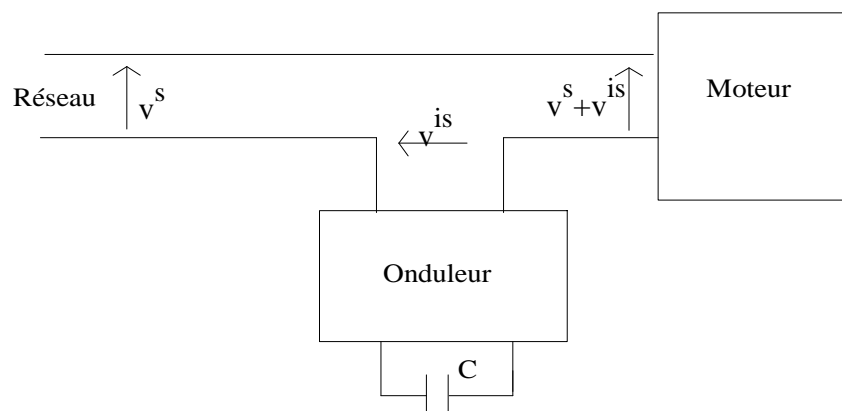 Réseau
v^s
v^is
v^s+v^is
Moteur
Onduleur
C